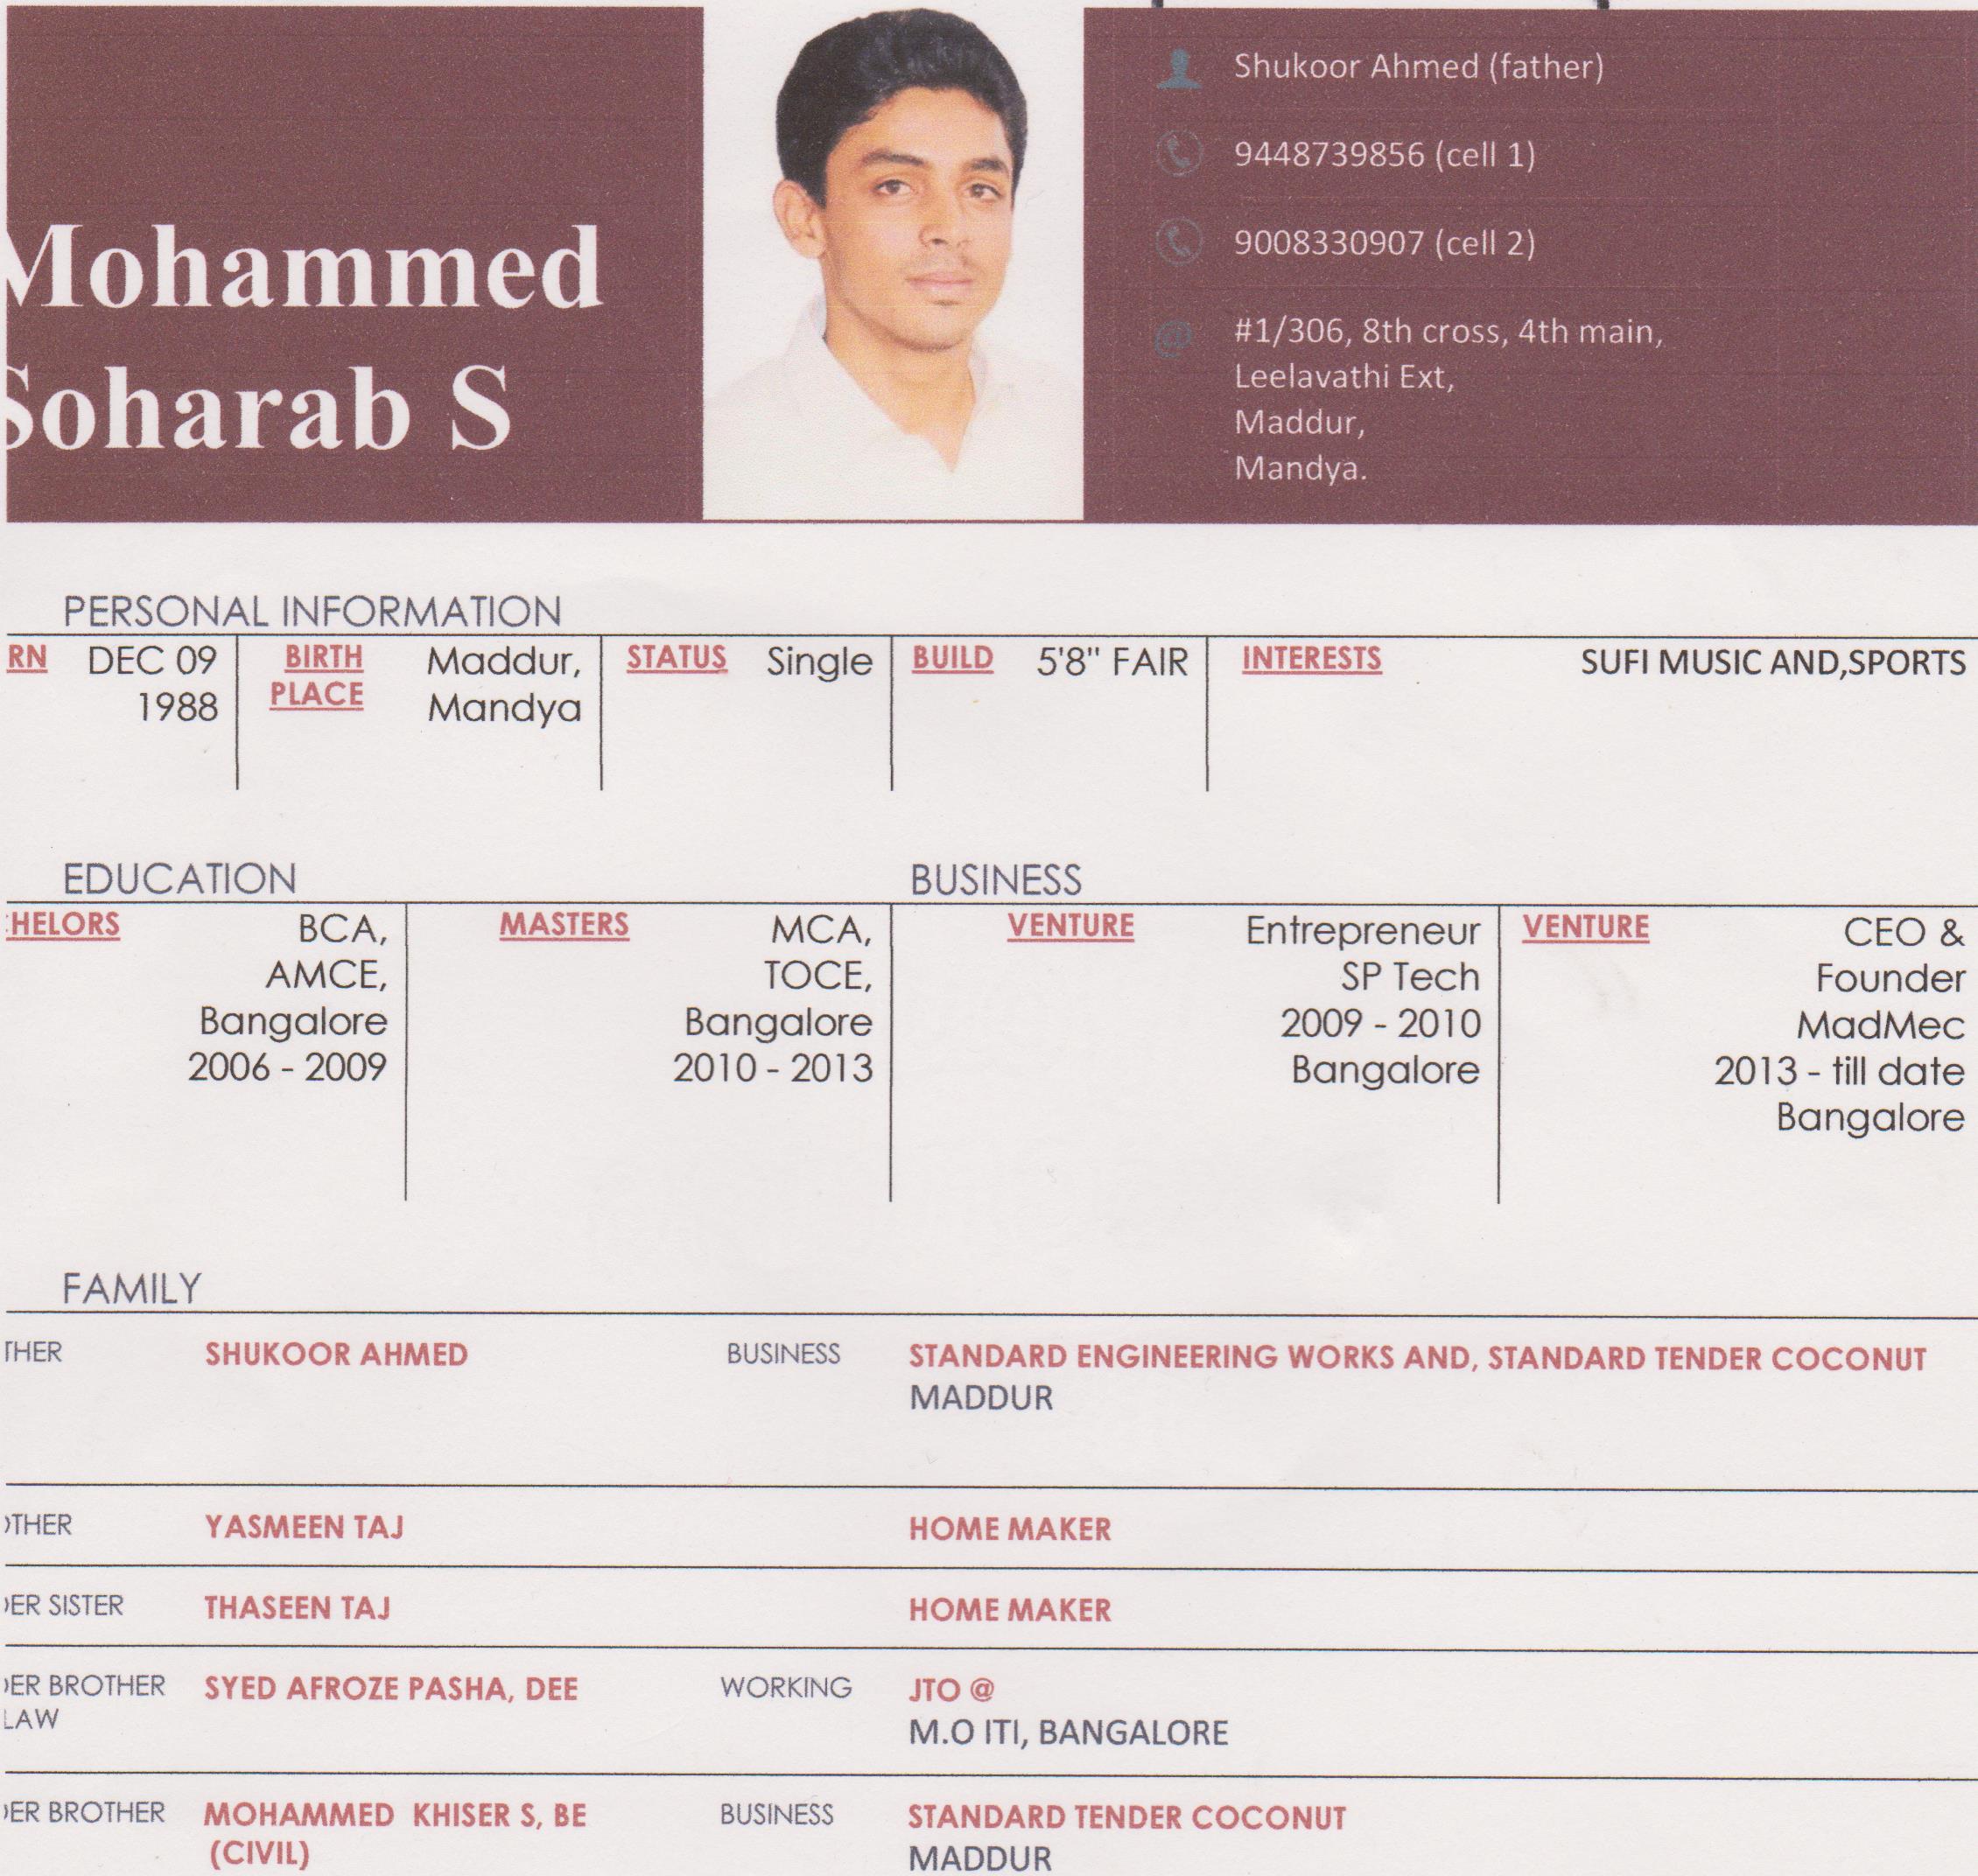 Mohammed
Soharab S
Shukoor Ahmed (father)
9448739856 (cell 1)
9008330907 (cell 2)
@
#1/306, 8th cross, 4th main,
Leelavathi Ext,
Maddur,
Mandya.
PERSONAL INFORMATION
RN DEC 09
1988
BIRTH
PLACE
Maddur,
Mandya
STATUS Single
BUILD 5'8" FAIR
INTERESTS SUFI MUSIC AND,SPORTS
EDUCATION
HELORS BCA,
AMCE,
Bangalore
2006 - 2009
MASTERS MCA,
TOCE,
Bangalore
2010 - 2013
BUSINESS
VENTURE Entrepreneur
SP Tech
2009 - 2010
Bangalore
VENTURE CEO &
Founder
MadMec
2013 - till date
Bangalore
FAMILY
THER SHUKOOR AHMED BUSINESS STANDARD ENGINEERING WORKS AND, STANDARD TENDER COCONUT
MADDUR
OTHER YASMEEN TAJ HOME MAKER
DER SISTER THASEEN TAJ HOME MAKER
DER BROTHER SYED AFROZE PASHA, DEE WORKING JTO @
LAW M.O ITI, BANGALORE
DER BROTHER MOHAMMED KHISER S, BE BUSINESS STANDARD TENDER COCONUT
(CIVIL) MADDUR